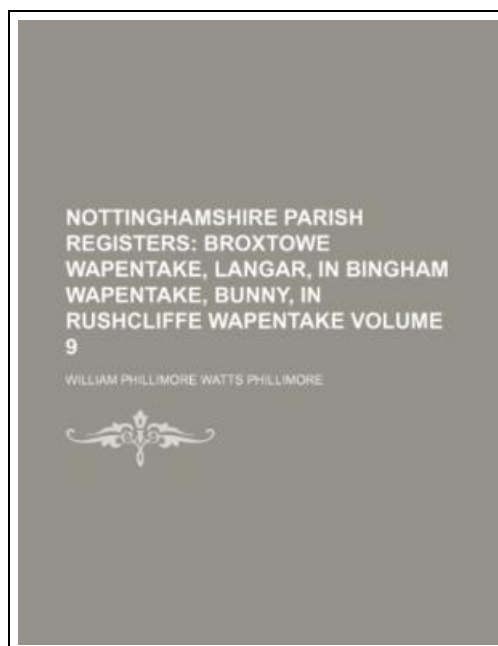 NOTTINGHAMSHIRE PARISH
REGISTERS: BROXTOWE
WAPENTAKE, LANGAR, IN BINGHAM
WAPENTAKE, BUNNY, IN
RUSHCLIFFE WAPENTAKE VOLUME
9
WILLIAM PHILLIMORE WATTS PHILLIMORE